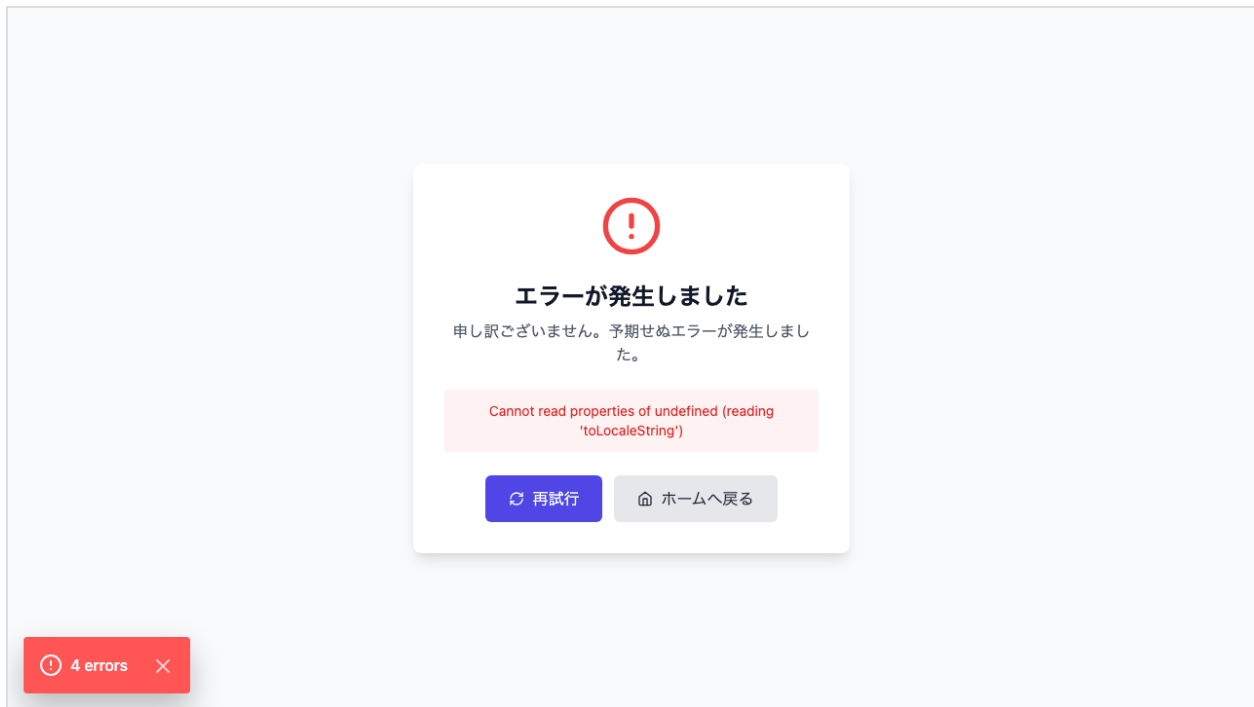 エラーが発生しました
申し訳ございません。予期せぬエラーが発生しまし
た。
Cannot read properties of undefined (reading
'toLocaleString')
再試行
ホームへ戻る
4 errors